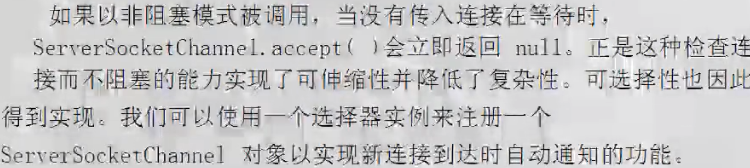 如果以非阻塞模式被调用，当没有传入连接在等待时，
ServerSocketChannel.accept( )会立即返回 null。正是这种检查连
接而不阻塞的能力实现了可伸缩性并降低了复杂性。可选择性也因此
得到实现。我们可以使用一个选择器实例来注册一个
ServerSocketChannel 对象以实现新连接到达时自动通知的功能。